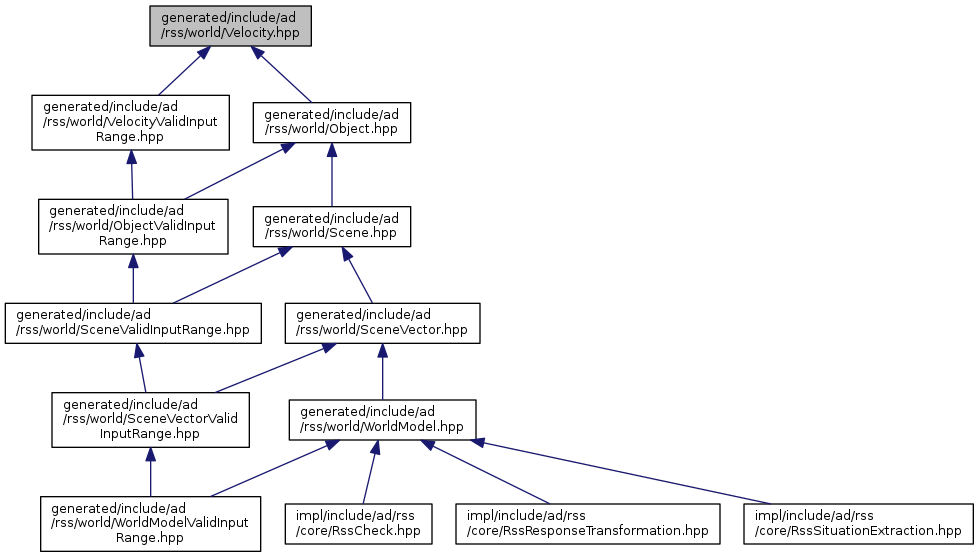 generated/include/ad
/rss/world/Velocity.hpp
generated/include/ad
/rss/world/VelocityValidInput
Range.hpp
generated/include/ad
/rss/world/Object.hpp
generated/include/ad
/rss/world/ObjectValidInput
Range.hpp
generated/include/ad
/rss/world/Scene.hpp
generated/include/ad
/rss/world/SceneValidInputRange.hpp
generated/include/ad
/rss/world/SceneVector.hpp
generated/include/ad
/rss/world/SceneVectorValid
InputRange.hpp
generated/include/ad
/rss/world/WorldModel.hpp
generated/include/ad
/rss/world/WorldModelValidInput
Range.hpp
impl/include/ad/rss
/core/RssCheck.hpp
impl/include/ad/rss
/core/RssResponseTransformation.hpp
impl/include/ad/rss
/core/RssSituationExtraction.hpp